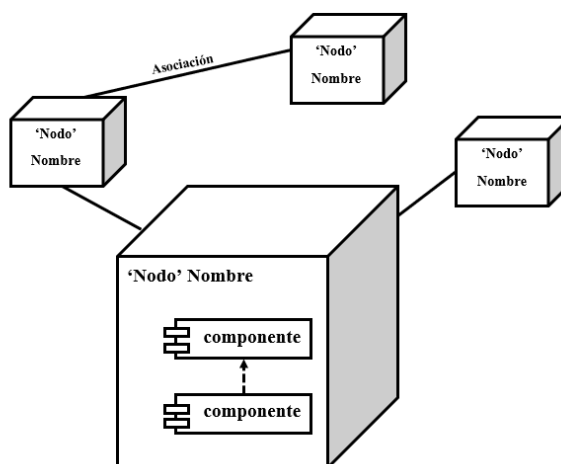 ‘Nodo’
Nombre
Asociación
‘Nodo’
Nombre
‘Nodo’
Nombre
‘Nodo’ Nombre
componente
componente